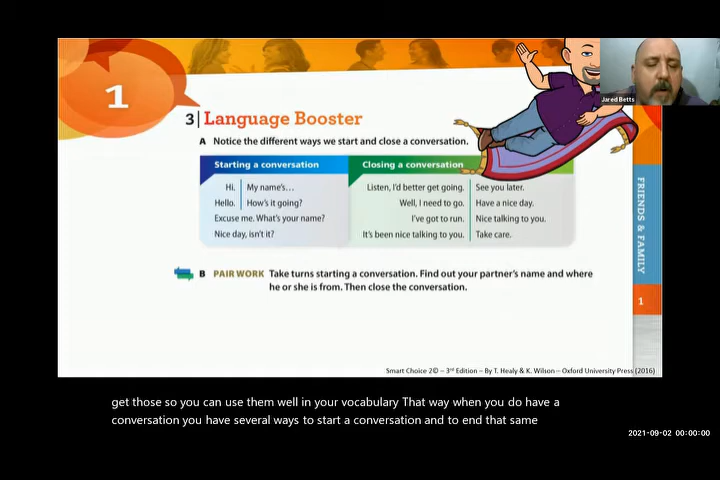 1
3 Language Booster
A Notice the different ways we start and close a conversation.
Starting a conversation
Closing a conversation
Hi. My name's...
Hello. How's it going?
Excuse me. What's your name?
Nice day, isn't it?
Listen, I'd better get going. See you later.
Well, I need to go. Have a nice day.
I've got to run. Nice talking to you.
It's been nice talking to you. Take care.
B PAIR WORK Take turns starting a conversation. Find out your partner's name and where
he or she is from. Then close the conversation.
Jared Betts
FRIENDS & FAMILY
1
Smart Choice 2© – 3rd Edition – By T. Healy & K. Wilson – Oxford University Press (2016)
get those so you can use them well in your vocabulary That way when you do have a
conversation you have several ways to start a conversation and to end that same
2021-09-02 00:00:00